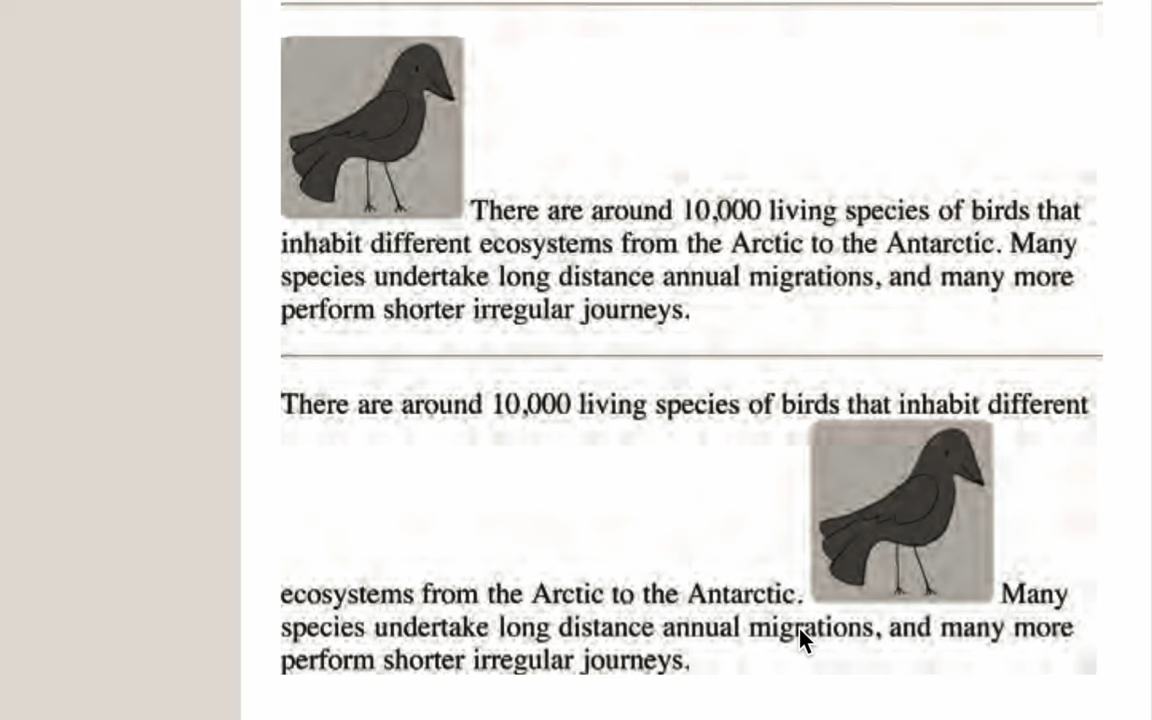 There are around 10,000 living species of birds that
inhabit different ecosystems from the Arctic to the Antarctic. Many
species undertake long distance annual migrations, and many more
perform shorter irregular journeys.
There are around 10,000 living species of birds that inhabit different
ecosystems from the Arctic to the Antarctic. Many
species undertake long distance annual migrations, and many more
perform shorter irregular journeys.